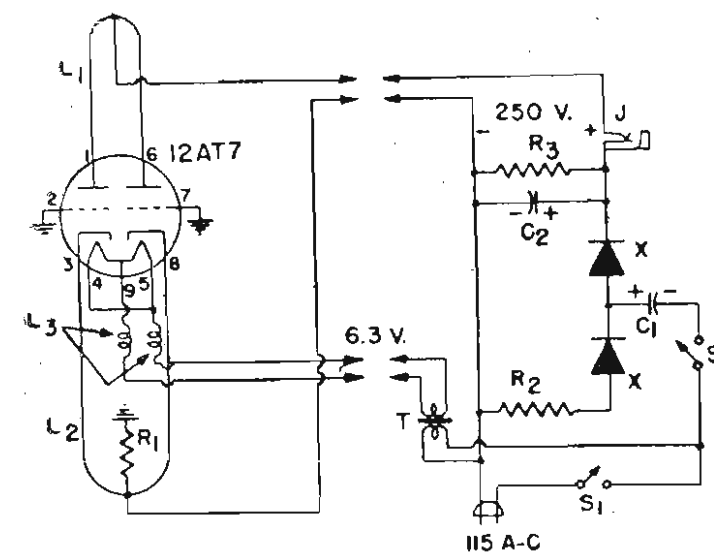 L1
1
6
12AT7
2
7
3
4
9
5
8
L3
L2
R1
250 V.
-
+
J
R3
-
+
C2
X
+
-
C1
S
6.3 V.
X
R2
T
S1
115 A-C